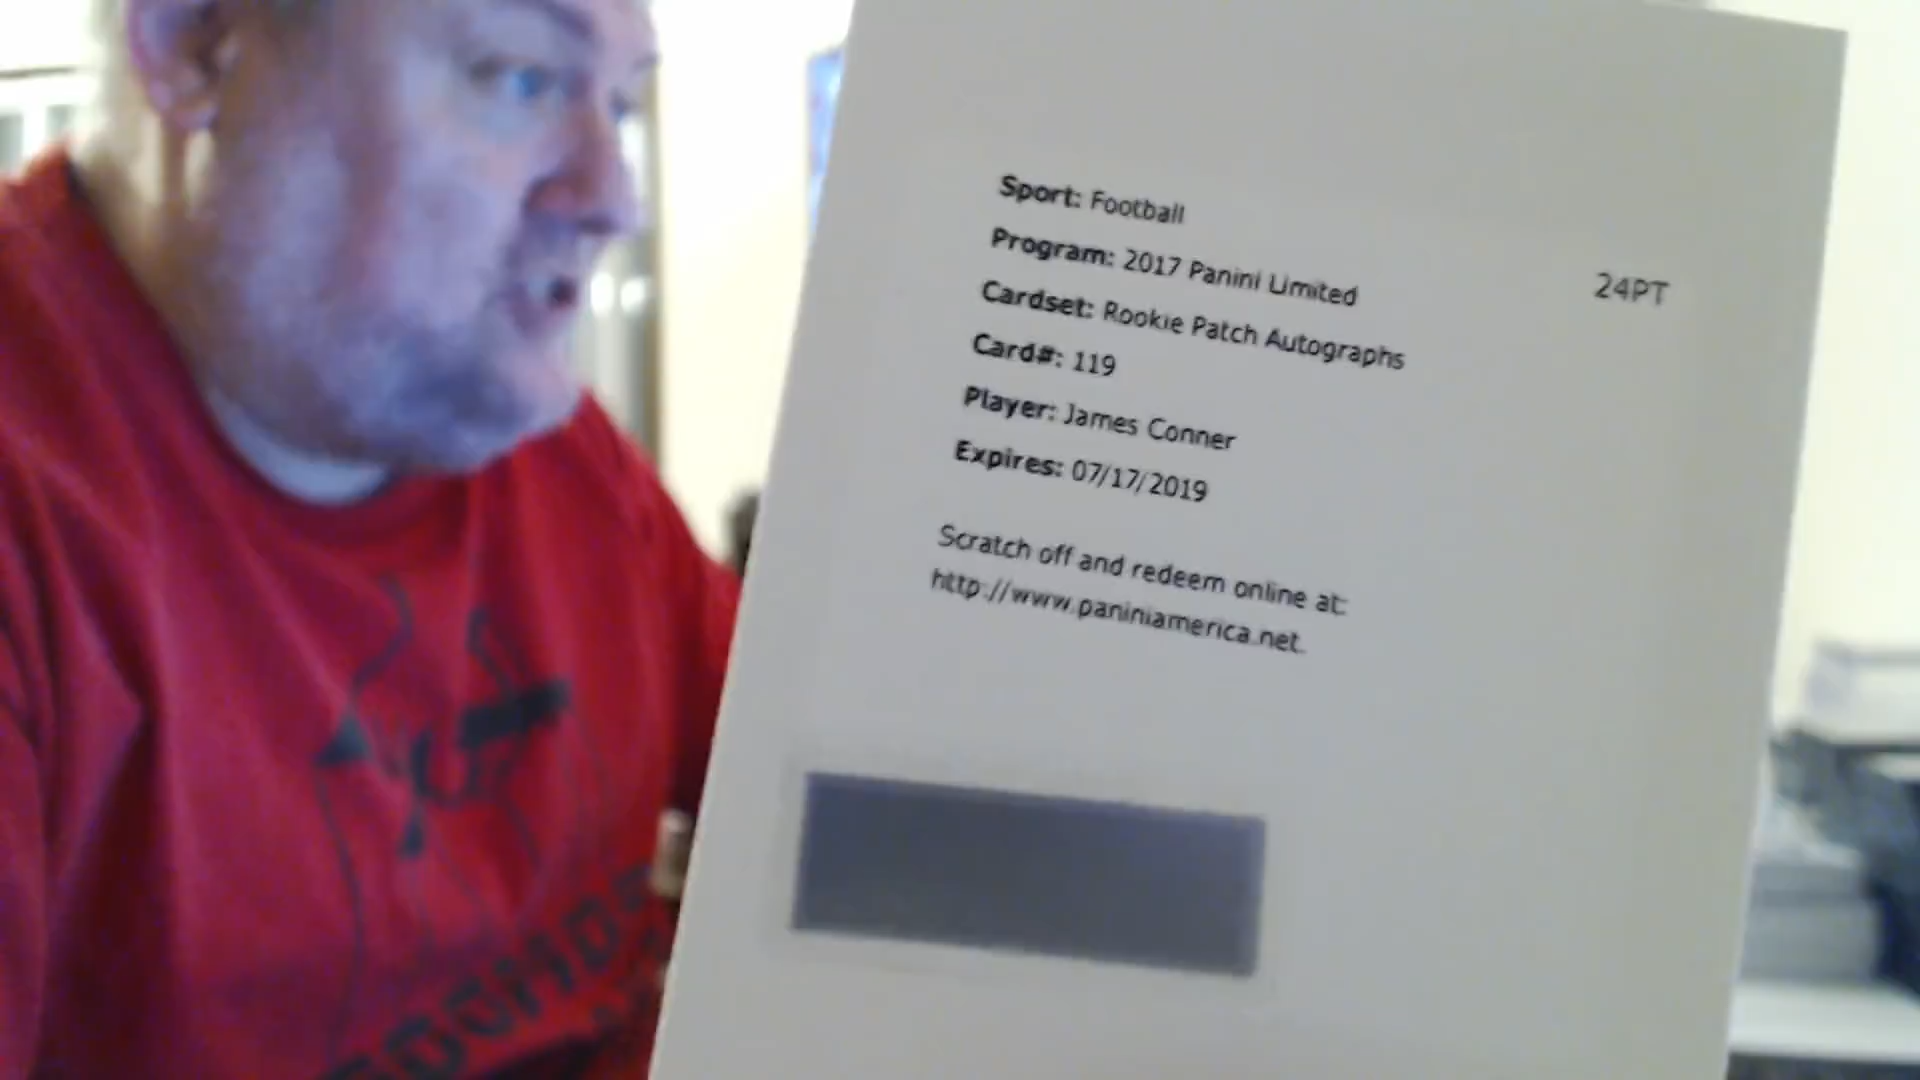 Sport: Football
Program: 2017 Panini Limited
24PT
Cardset: Rookie Patch Autographs
Card#: 119
Player: James Conner
Expires: 07/17/2019
Scratch off and redeem online at:
http://www.paniniamerica.net.